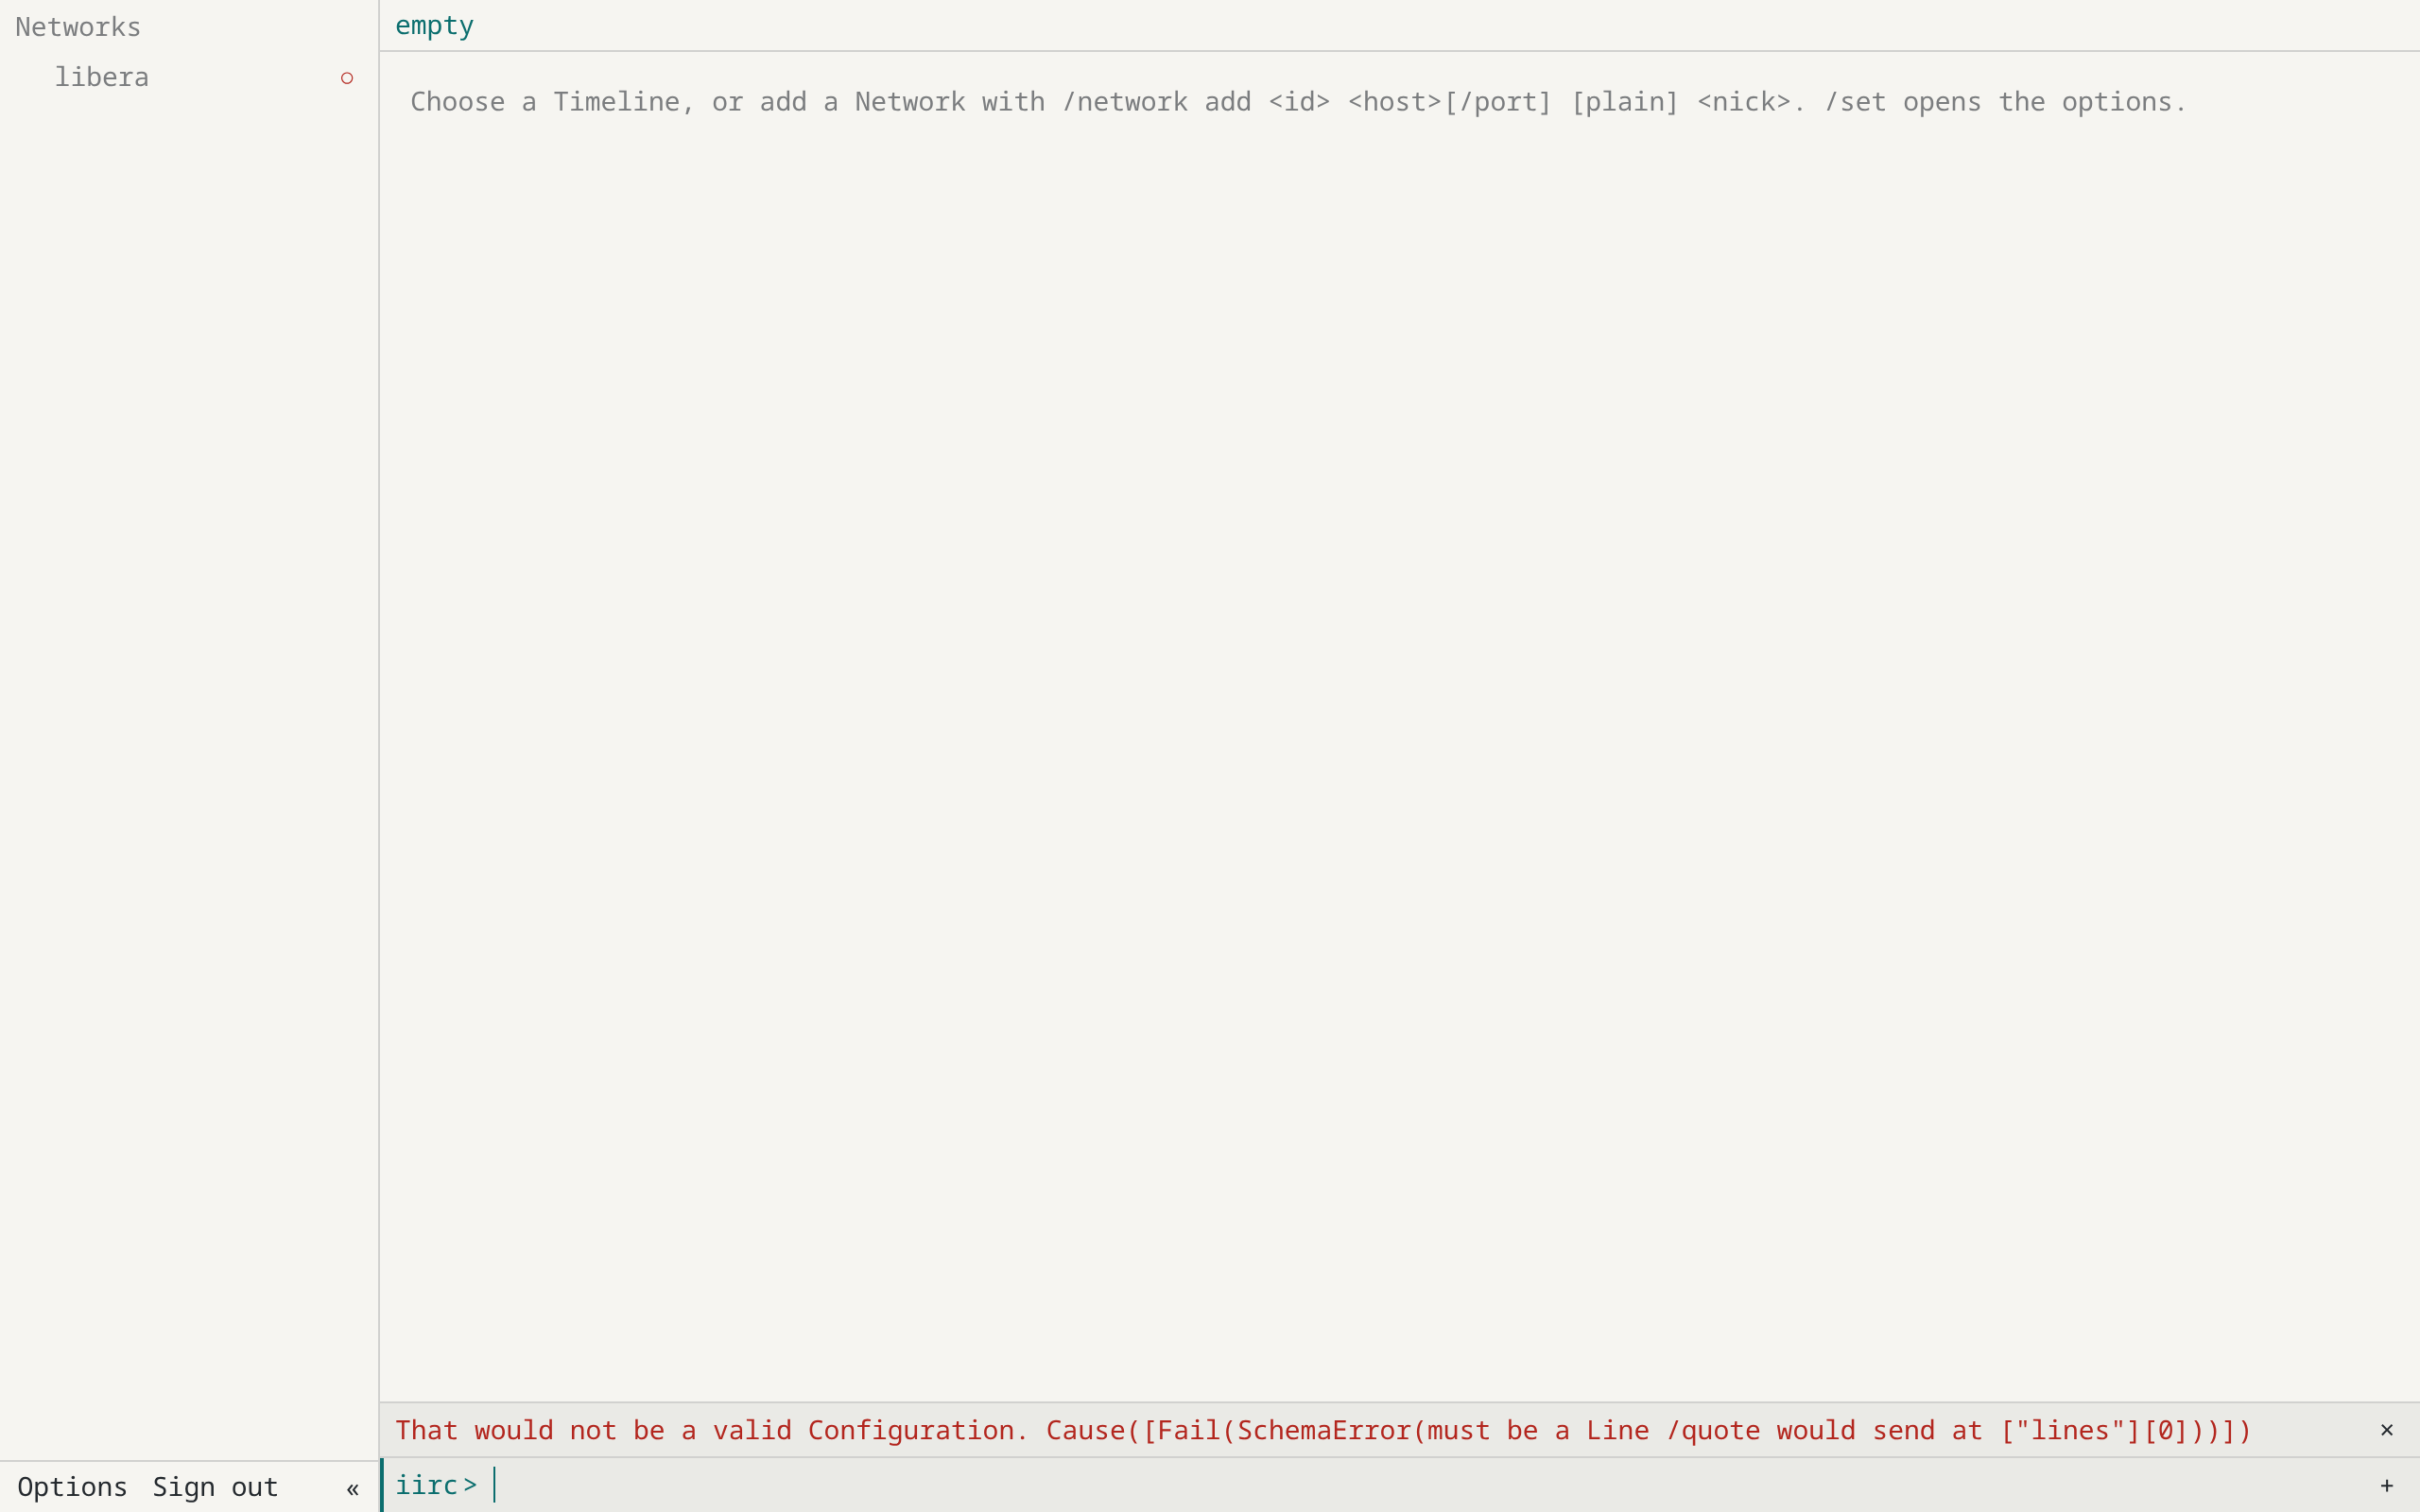 Networks
libera
empty
Choose a Timeline, or add a Network with /network add <id> <host>[/port] [plain] <nick>. /set opens the options.
That would not be a valid Configuration. Cause([Fail(SchemaError(must be a Line /quote would send at ["lines"][0]))]) ×
Options Sign out «
iirc> +